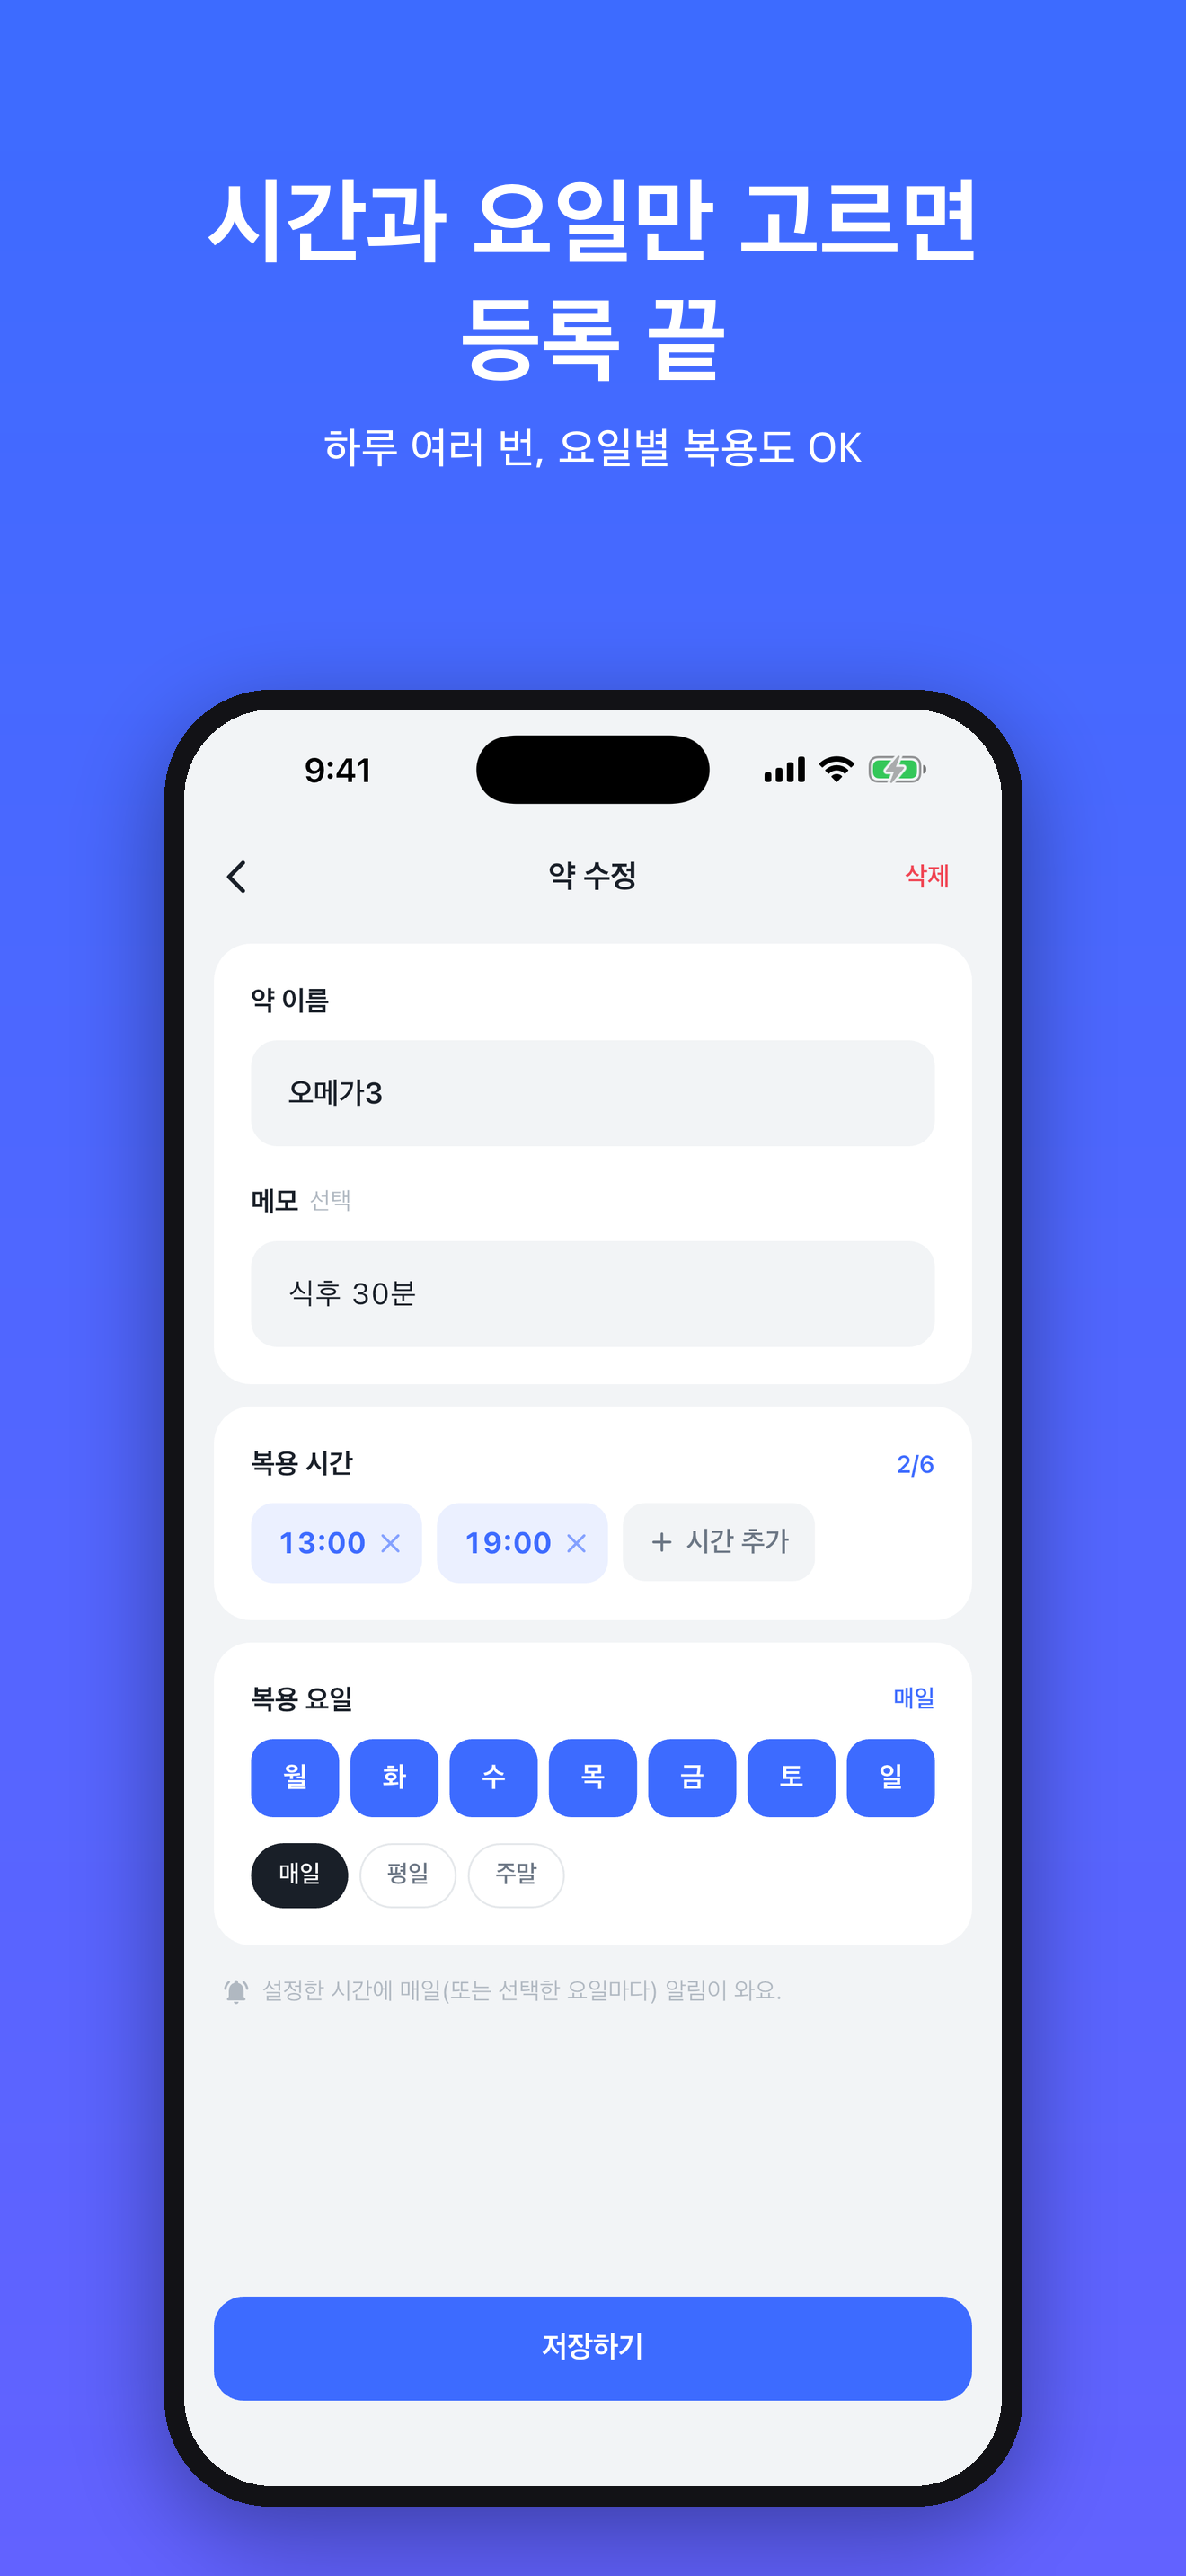 시간과 요일만 고르면
등록 끝
하루 여러 번, 요일별 복용도 OK
9:41
약 수정
삭제
약 이름
오메가3
메모 선택
식후 30분
복용 시간
2/6
13:00
19:00
+ 시간 추가
복용 요일
매일
월 화 수 목 금 토 일
매일 평일 주말
설정한 시간에 매일(또는 선택한 요일마다) 알림이 와요.
저장하기